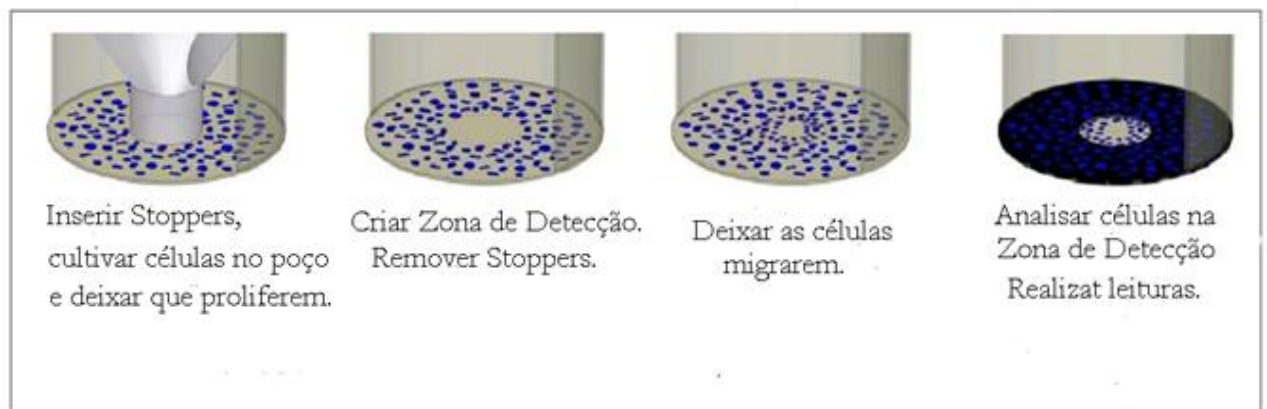 Inserir Stoppers,
cultivar células no poço
e deixar que proliferem.
Criar Zona de Detecção.
Remover Stoppers.
Deixar as células
migrarem.
Analisar células na
Zona de Detecção
Realizat leituras.